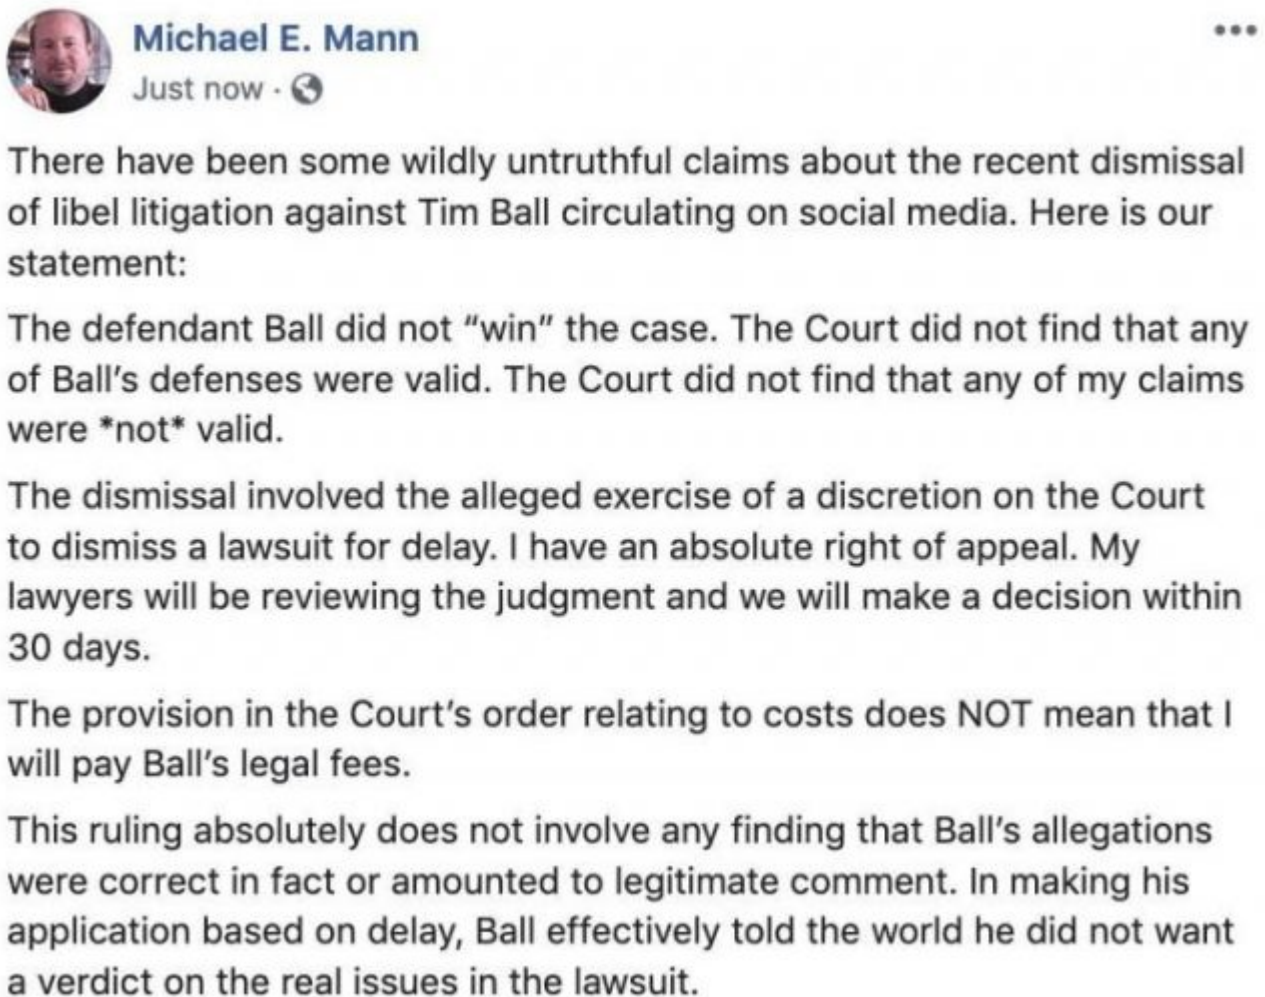 Michael E. Mann
Just now ·
There have been some wildly untruthful claims about the recent dismissal
of libel litigation against Tim Ball circulating on social media. Here is our
statement:
The defendant Ball did not “win” the case. The Court did not find that any
of Ball’s defenses were valid. The Court did not find that any of my claims
were *not* valid.
The dismissal involved the alleged exercise of a discretion on the Court
to dismiss a lawsuit for delay. I have an absolute right of appeal. My
lawyers will be reviewing the judgment and we will make a decision within
30 days.
The provision in the Court’s order relating to costs does NOT mean that I
will pay Ball’s legal fees.
This ruling absolutely does not involve any finding that Ball’s allegations
were correct in fact or amounted to legitimate comment. In making his
application based on delay, Ball effectively told the world he did not want
a verdict on the real issues in the lawsuit.